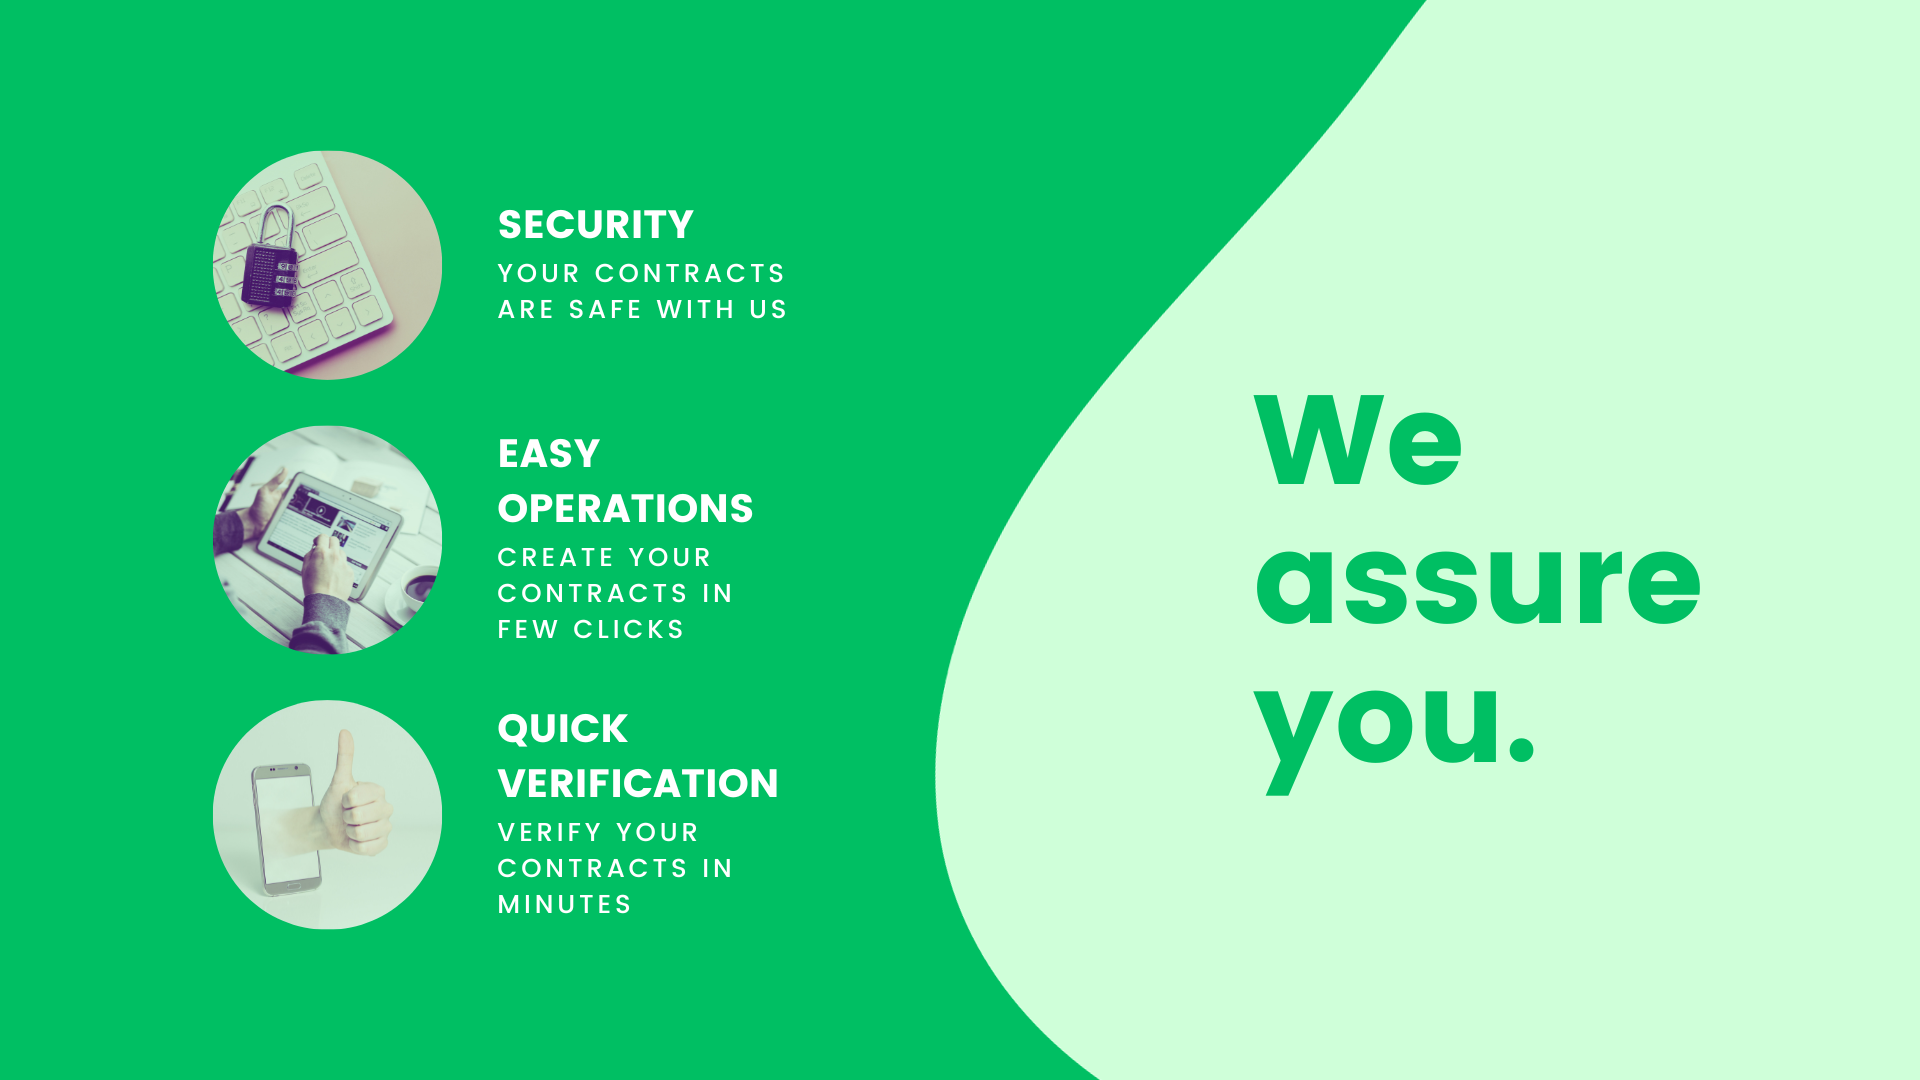 SECURITY
YOUR CONTRACTS
ARE SAFE WITH US
EASY
OPERATIONS
CREATE YOUR
CONTRACTS IN
FEW CLICKS
QUICK
VERIFICATION
VERIFY YOUR
CONTRACTS IN
MINUTES
We
assure
you.